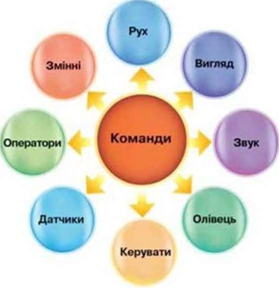 Рух
Змінні
Вигляд
Оператори
Команди
Звук
Датчики
Олівець
Керувати